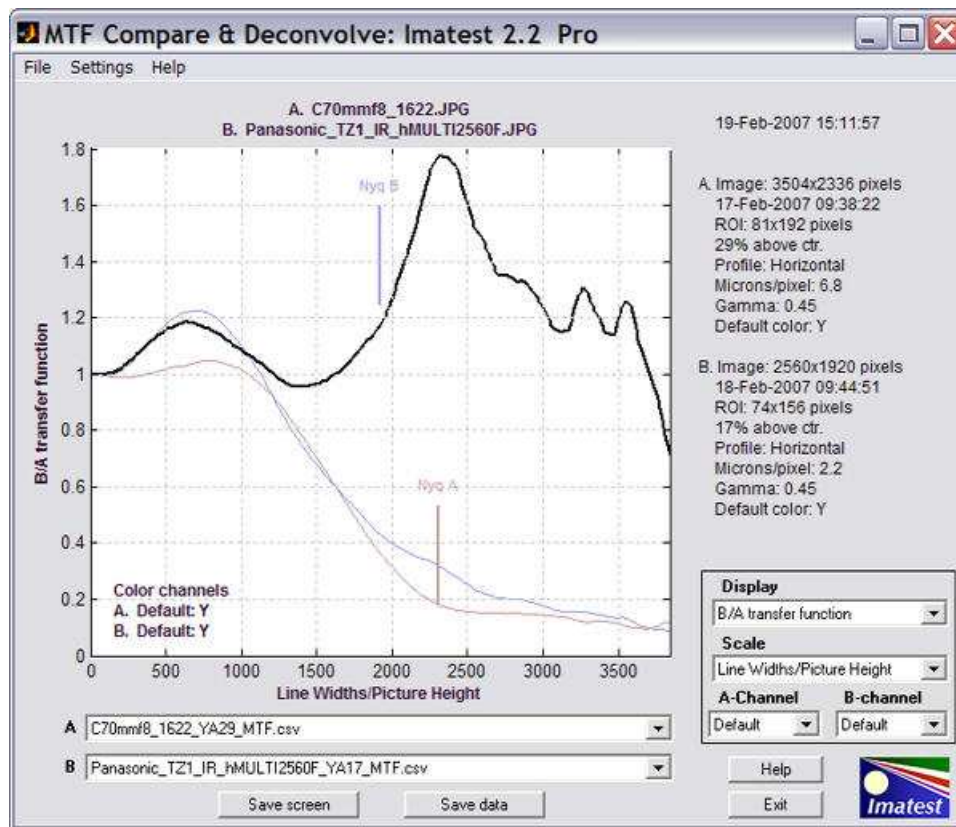 MTF Compare & Deconvolve: Imatest 2.2 Pro
File Settings Help
A. C70mmf8_1622.JPG
B. Panasonic_TZ1_IR_hMULTI2560F.JPG
19-Feb-2007 15:11:57
1.8
1.6
1.4
1.2
1
0.8
0.6
0.4
0.2
0
B/A transfer function
Nyq B
Nyq A
Color channels
A. Default: Y
B. Default: Y
0 500 1000 1500 2000 2500 3000 3500
Line Widths/Picture Height
A. Image: 3504x2336 pixels
17-Feb-2007 09:38:22
ROI: 81x192 pixels
29% above ctr.
Profile: Horizontal
Microns/pixel: 6.8
Gamma: 0.45
Default color: Y
B. Image: 2560x1920 pixels
18-Feb-2007 09:44:51
ROI: 74x156 pixels
17% above ctr.
Profile: Horizontal
Microns/pixel: 2.2
Gamma: 0.45
Default color: Y
Display
B/A transfer function
Scale
Line Widths/Picture Height
A-Channel B-channel
Default Default
A C70mmf8_1622_YA29_MTF.csv
B Panasonic_TZ1_IR_hMULTI2560F_YA17_MTF.csv
Save screen Save data
Help
Exit
Imatest